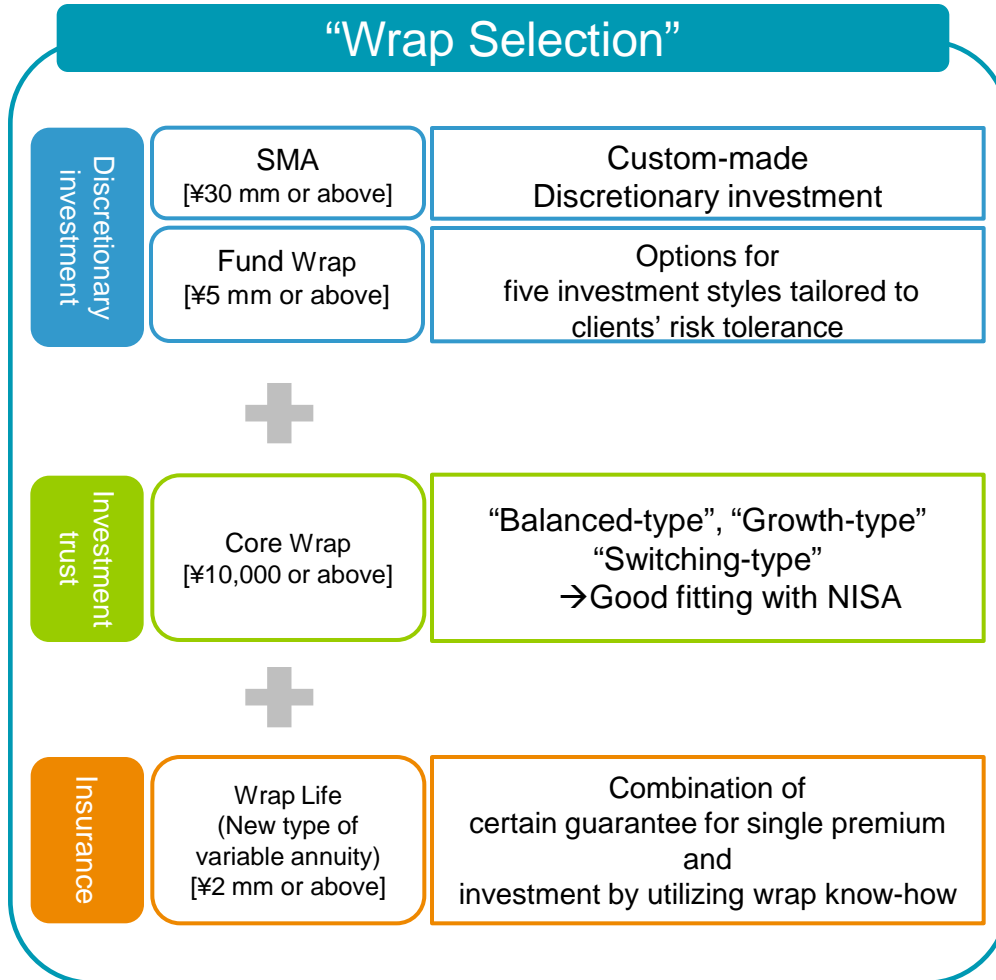 “Wrap Selection”
Discretionary
investment
SMA
[¥30 mm or above]
Custom-made
Discretionary investment
Fund Wrap
[¥5 mm or above]
Options for
five investment styles tailored to
clients’ risk tolerance
Investment
trust
Core Wrap
[¥10,000 or above]
“Balanced-type”, “Growth-type”
“Switching-type”
→Good fitting with NISA
Insurance
Wrap Life
(New type of
variable annuity)
[¥2 mm or above]
Combination of
certain guarantee for single premium
and
investment by utilizing wrap know-how